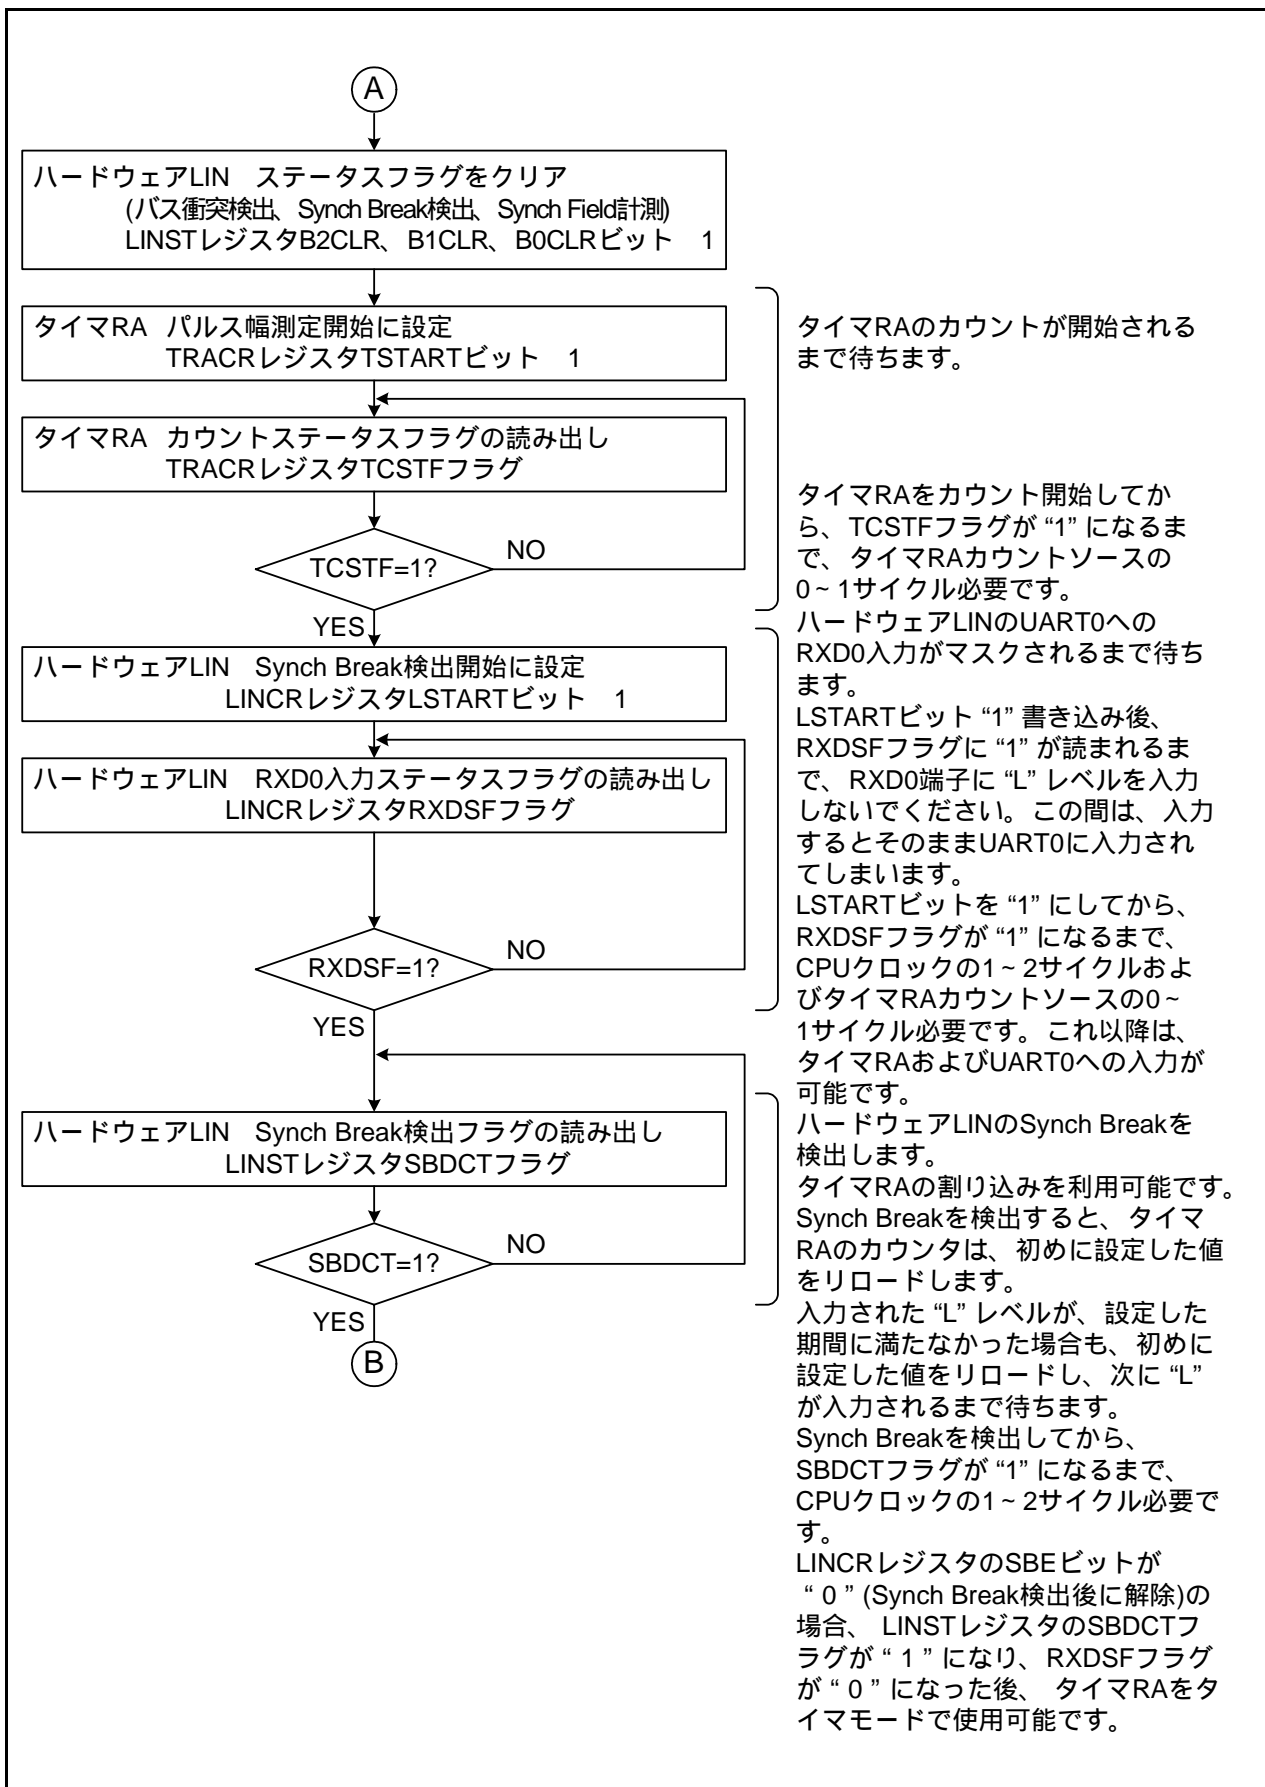 A
ハードウェアLIN　ステータスフラグをクリア
(バス衝突検出、Synch Break検出、Synch Field計測)
LINSTレジスタB2CLR、B1CLR、B0CLRビット　1
タイマRA　パルス幅測定開始に設定
TRACRレジスタTSTARTビット　1
タイマRA　カウントステータスフラグの読み出し
TRACRレジスタTCSTFフラグ
TCSTF=1?
NO
YES
ハードウェアLIN　Synch Break検出開始に設定
LINCRレジスタLSTARTビット　1
ハードウェアLIN　RXD0入力ステータスフラグの読み出し
LINCRレジスタRXDSFフラグ
RXDSF=1?
NO
YES
ハードウェアLIN　Synch Break検出フラグの読み出し
LINSTレジスタSBDCTフラグ
SBDCT=1?
NO
YES
B
タイマRAのカウントが開始される
まで待ちます。
タイマRAをカウント開始してか
ら、TCSTFフラグが “1” になるま
で、タイマRAカウントソースの
0~1サイクル必要です。
ハードウェアLINのUART0への
RXD0入力がマスクされるまで待ち
ます。
LSTARTビット “1” 書き込み後、
RXDSFフラグに “1” が読まれるま
で、RXD0端子に “L” レベルを入力
しないでください。この間は、入力
するとそのままUART0に入力され
てしまいます。
LSTARTビットを “1” にしてから、
RXDSFフラグが “1” になるまで、
CPUクロックの1~2サイクルおよ
びタイマRAカウントソースの0~
1サイクル必要です。これ以降は、
タイマRAおよびUART0への入力が
可能です。
ハードウェアLINのSynch Breakを
検出します。
タイマRAの割り込みを利用可能です。
Synch Breakを検出すると、タイマ
RAのカウンタは、初めに設定した値
をリロードします。
入力された “L” レベルが、設定した
期間に満たなかった場合も、初めに
設定した値をリロードし、次に “L”
が入力されるまで待ちます。
Synch Breakを検出してから、
SBDCTフラグが “1” になるまで、
CPUクロックの1~2サイクル必要で
す。
LINCRレジスタのSBEビットが
“ 0 ” (Synch Break検出後に解除)の
場合、 LINSTレジスタのSBDCTフ
ラグが “ 1 ” になり、RXDSFフラグ
が “ 0 ” になった後、 タイマRAをタ
イマモードで使用可能です。